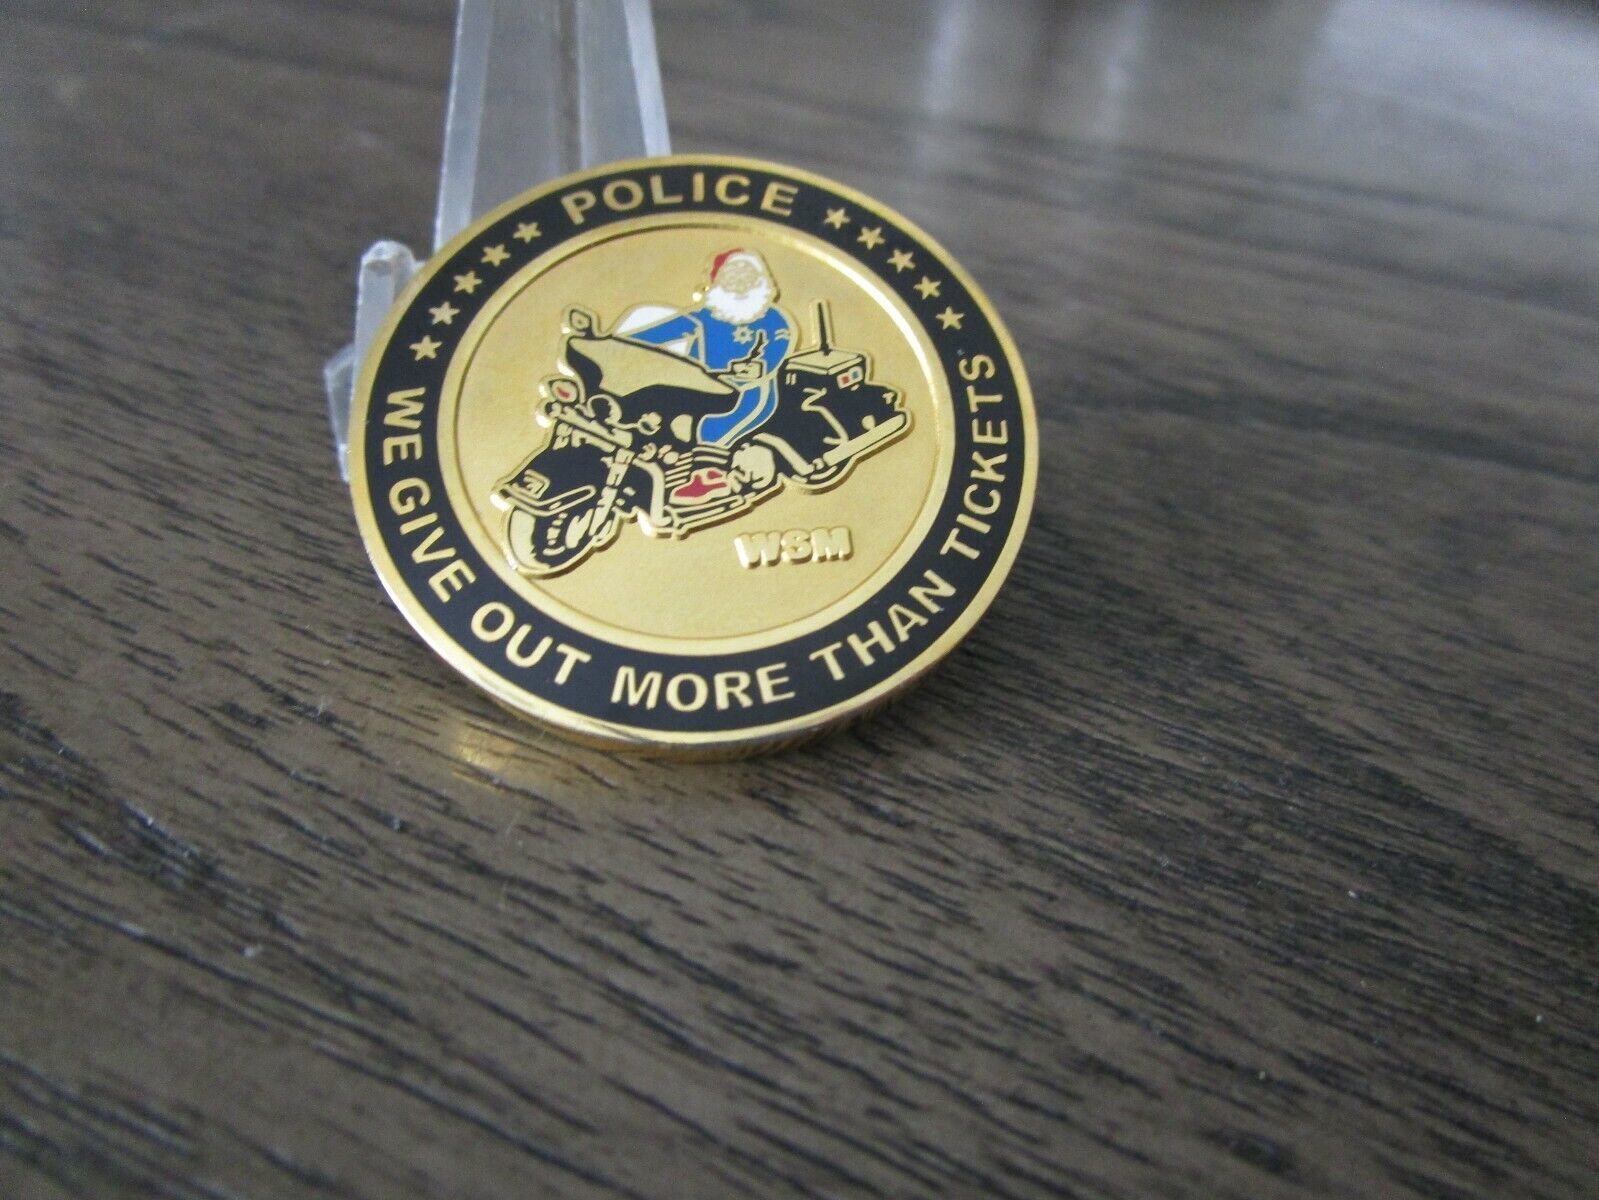 POLICE
WE GIVE OUT MORE THAN TICKETS
WSM